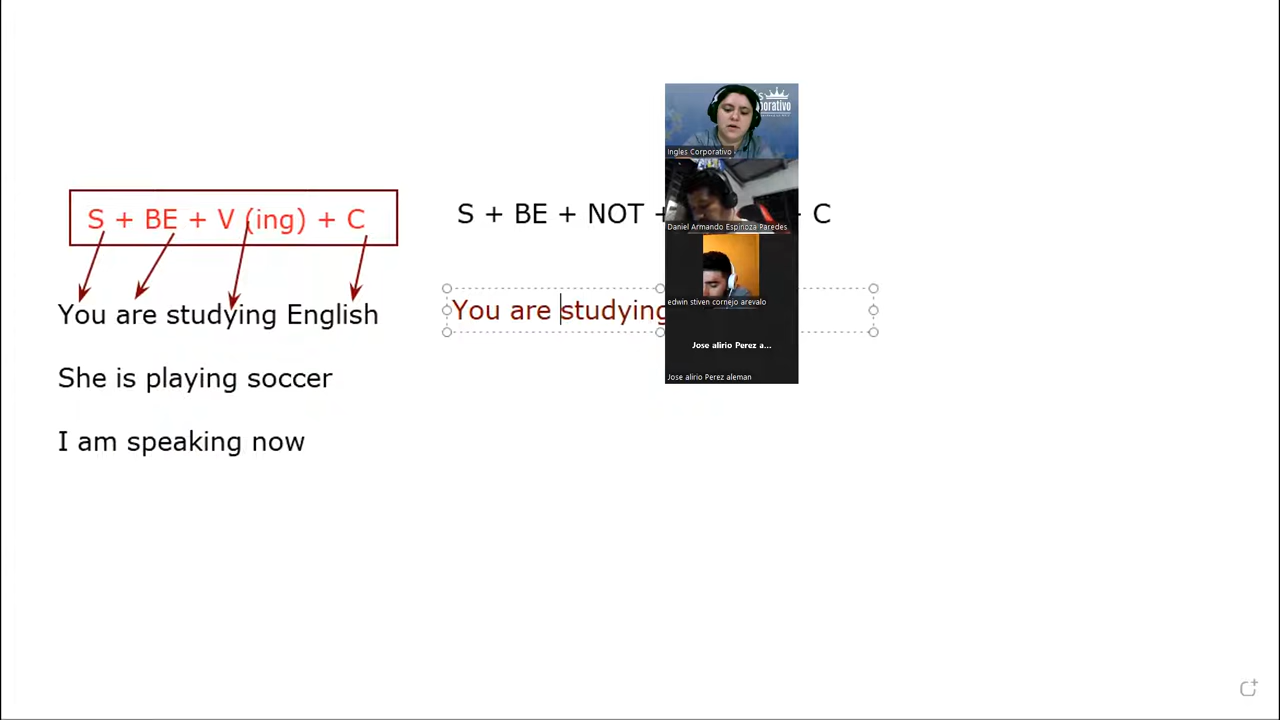 S + BE + V (ing) + C
You are studying English
She is playing soccer
I am speaking now
S + BE + NOT + C
You are studying
orativo
Ingles Corporativo
Daniel Armando Espinoza Paredes
edwin stiven cornejo arevalo
Jose alirio Perez a...
Jose alirio Perez aleman